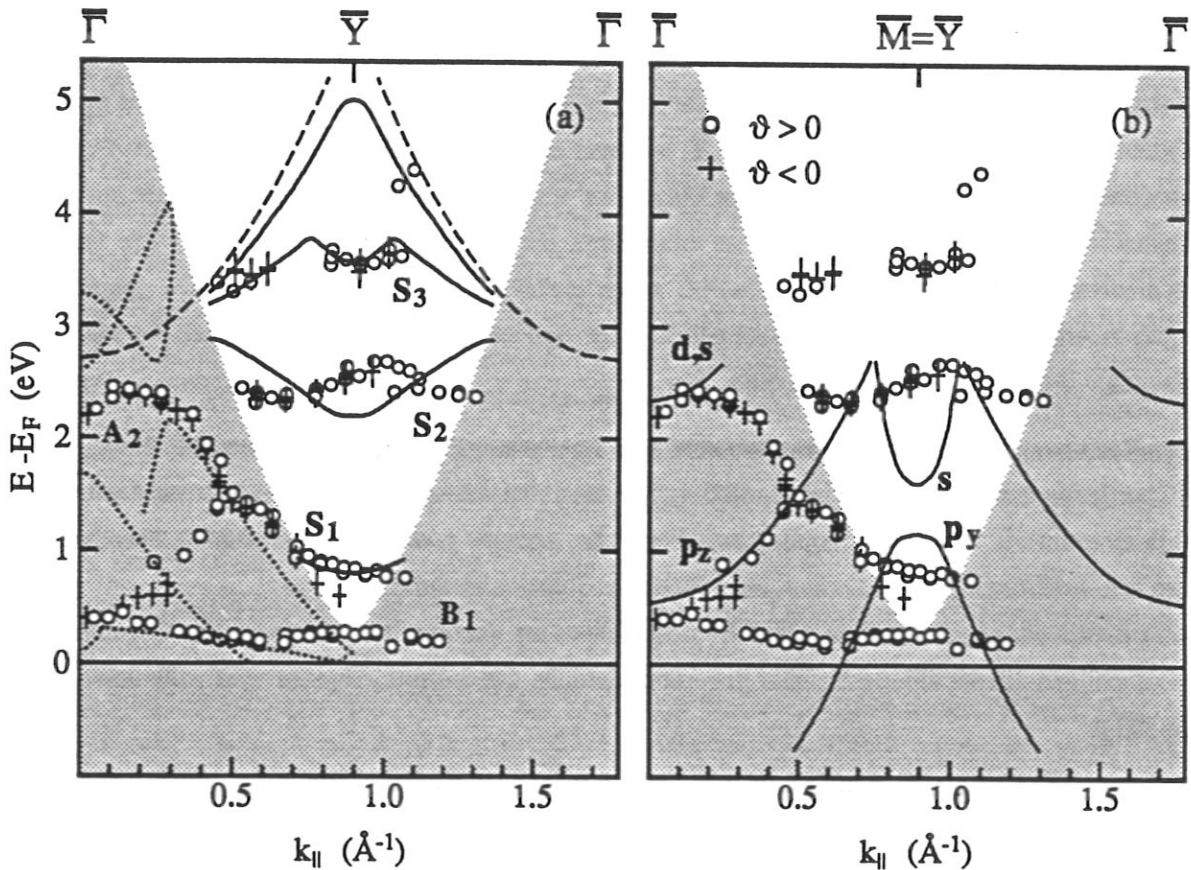 Γ̅ Y̅ Γ̅ Γ̅ M̅=Y̅ Γ̅
(a) (b)
ϑ > 0
ϑ < 0
5
4
3
2
1
0
E -E_F (eV)
S₃
S₂
A₂
S₁
B₁
d,s
s
p_y
p_z
0.5 1.0 1.5 0.5 1.0 1.5
k_|| (Å⁻¹) k_|| (Å⁻¹)